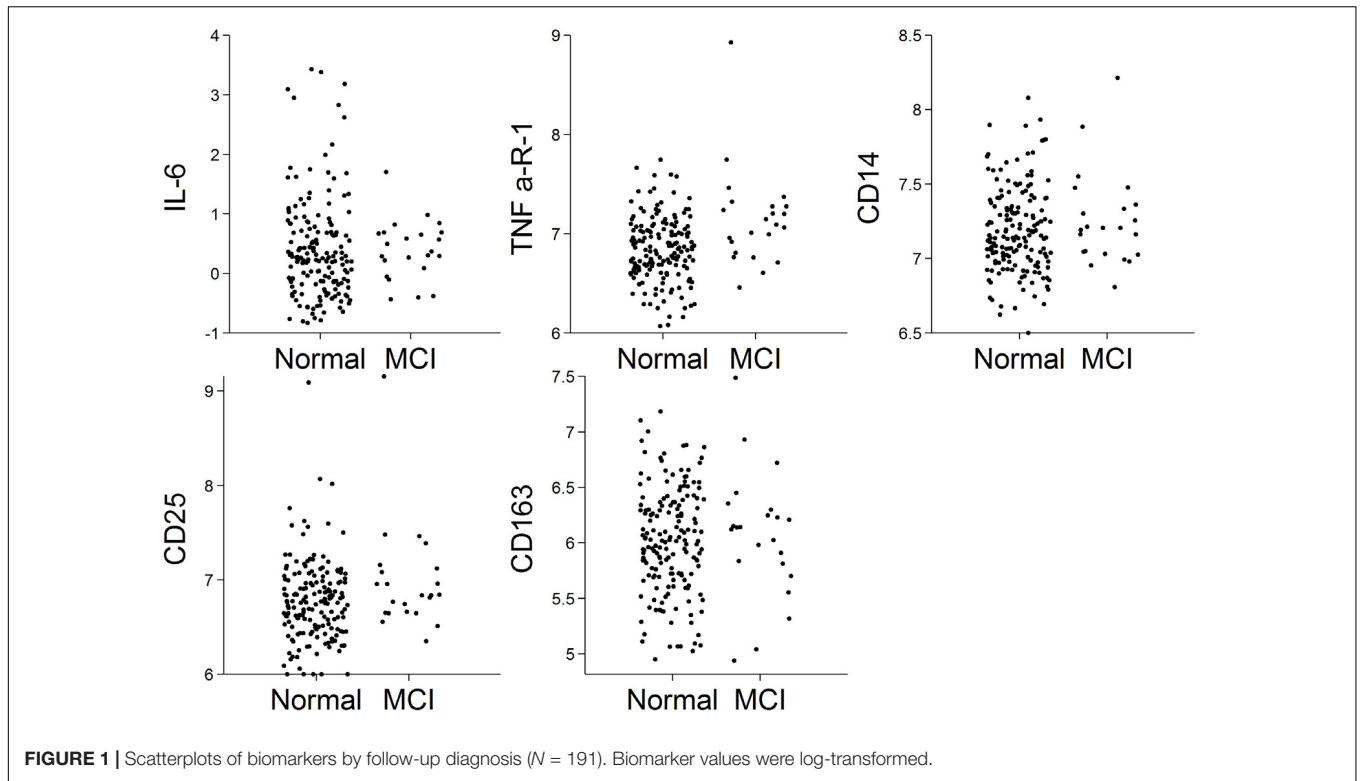 IL-6
4
3
2
1
0
-1
Normal MCI
TNF a-R-1
9
8
7
6
Normal MCI
CD14
8.5
8
7.5
7
6.5
Normal MCI
CD25
9
8
7
6
Normal MCI
CD163
7.5
7
6.5
6
5.5
5
Normal MCI
FIGURE 1 | Scatterplots of biomarkers by follow-up diagnosis (N = 191). Biomarker values were log-transformed.